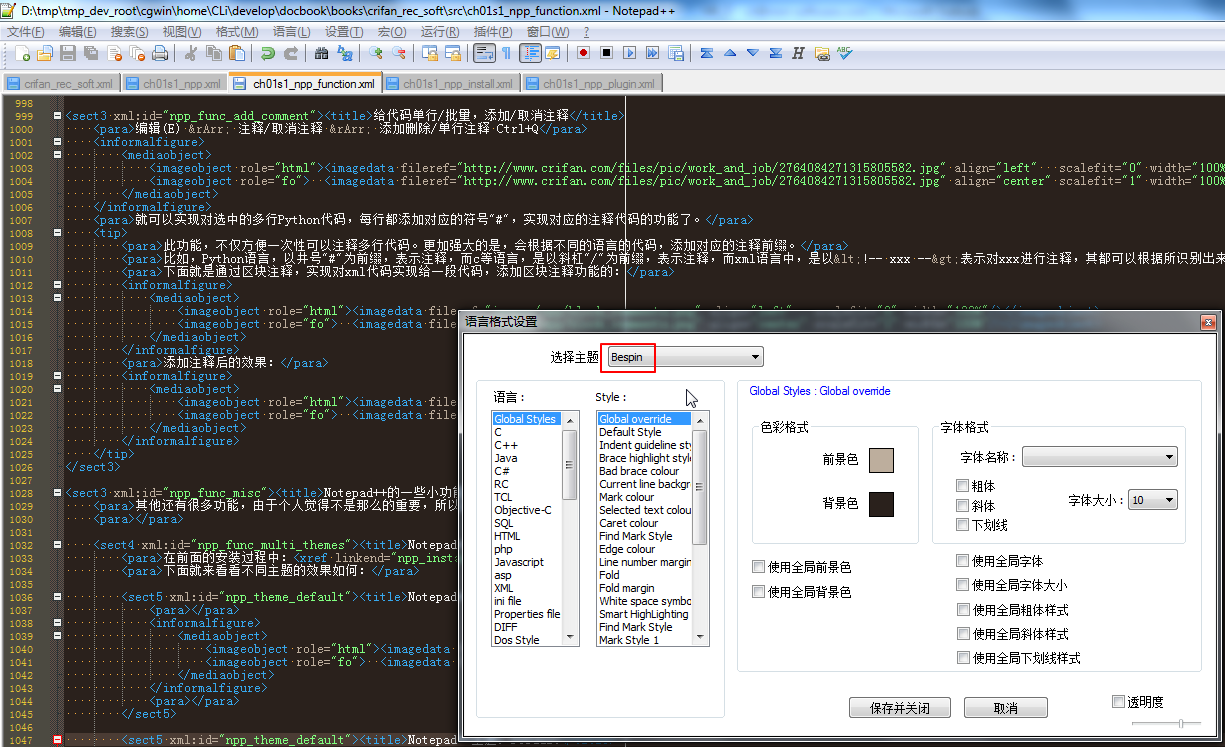 D:\tmp\tmp_dev_root\cgwin\home\CLi\develop\docbook\books\crifan_rec_soft\src\ch01s1_npp_function.xml - Notepad++
文件(F) 编辑(E) 搜索(S) 视图(V) 格式(M) 语言(L) 设置(T) 宏(O) 运行(R) 插件(P) 窗口(W) ?
crifan_rec_soft.xml ch01s1_npp.xml ch01s1_npp_function.xml ch01s1_npp_install.xml ch01s1_npp_plugin.xml
998
999 <sect3 xml:id="npp_func_add_comment"><title>给代码单行/批量，添加/取消注释</title>
1000 <para>编辑(E) &rArr; 注释/取消注释 &rArr; 添加删除/单行注释 Ctrl+Q</para>
1001 <informalfigure>
1002 <mediaobject>
1003 <imageobject role="html"><imagedata fileref="http://www.crifan.com/files/pic/work_and_job/2764084271315805582.jpg" align="left" scalefit="0" width="100%
1004 <imageobject role="fo"> <imagedata fileref="http://www.crifan.com/files/pic/work_and_job/2764084271315805582.jpg" align="center" scalefit="1" width="100%
1005 </mediaobject>
1006 </informalfigure>
1007 <para>就可以实现对选中的多行Python代码，每行都添加对应的符号"#"，实现对应的注释代码的功能了。</para>
1008 <tip>
1009 <para>此功能，不仅方便一次性可以注释多行代码。更加强大的是，会根据不同的语言的代码，添加对应的注释前缀。</para>
1010 <para>比如，Python语言，以井号"#"为前缀，表示注释，而c等语言，是以斜杠"/"为前缀，表示注释，而xml语言中，是以&lt;!-- xxx --&gt;表示对xxx进行注释，其都可以根据所识别出来
1011 <para>下面就是通过区块注释，实现对xml代码实现给一段代码，添加区块注释功能的：</para>
1012 <informalfigure>
1013 <mediaobject>
1014 <imageobject role="html"><imagedata file
1015 <imageobject role="fo"> <imagedata file
1016 </mediaobject>
1017 </informalfigure>
1018 <para>添加注释后的效果：</para>
1019 <informalfigure>
1020 <mediaobject>
1021 <imageobject role="html"><imagedata file
1022 <imageobject role="fo"> <imagedata file
1023 </mediaobject>
1024 </informalfigure>
1025 </tip>
1026 </sect3>
1027
1028 <sect3 xml:id="npp_func_misc"><title>Notepad++的一些小功能
1029 <para>其他还有很多功能，由于个人觉得不是那么的重要，所以
1030 <para></para>
1031
1032 <sect4 xml:id="npp_func_multi_themes"><title>Notepad
1033 <para>在前面的安装过程中：<xref linkend="npp_insta
1034 <para>下面就来看看不同主题的效果如何：</para>
1035
1036 <sect5 xml:id="npp_theme_default"><title>Notepad
1037 <para></para>
1038 <informalfigure>
1039 <mediaobject>
1040 <imageobject role="html"><imagedata
1041 <imageobject role="fo"> <imagedata
1042 </mediaobject>
1043 </informalfigure>
1044 <para></para>
1045 </sect5>
1046
1047 <sect5 xml:id="npp_theme_default"><title>Notepad
语言格式设置
选择主题 Bespin
语言： Style :
Global Styles Global override
C Default Style
C++ Indent guideline sty
Java Brace highlight style
C# Bad brace colour
RC Current line backgr
TCL Mark colour
Objective-C Selected text colou
SQL Caret colour
HTML Find Mark Style
php Edge colour
Javascript Line number margin
asp Fold
XML Fold margin
ini file White space symbo
Properties file Smart HighLighting
DIFF Find Mark Style
Dos Style Mark Style 1
Global Styles : Global override
色彩格式
前景色
背景色
字体格式
字体名称：
粗体
斜体
下划线
字体大小： 10
使用全局前景色
使用全局背景色
使用全局字体
使用全局字体大小
使用全局粗体样式
使用全局斜体样式
使用全局下划线样式
保存并关闭 取消 透明度